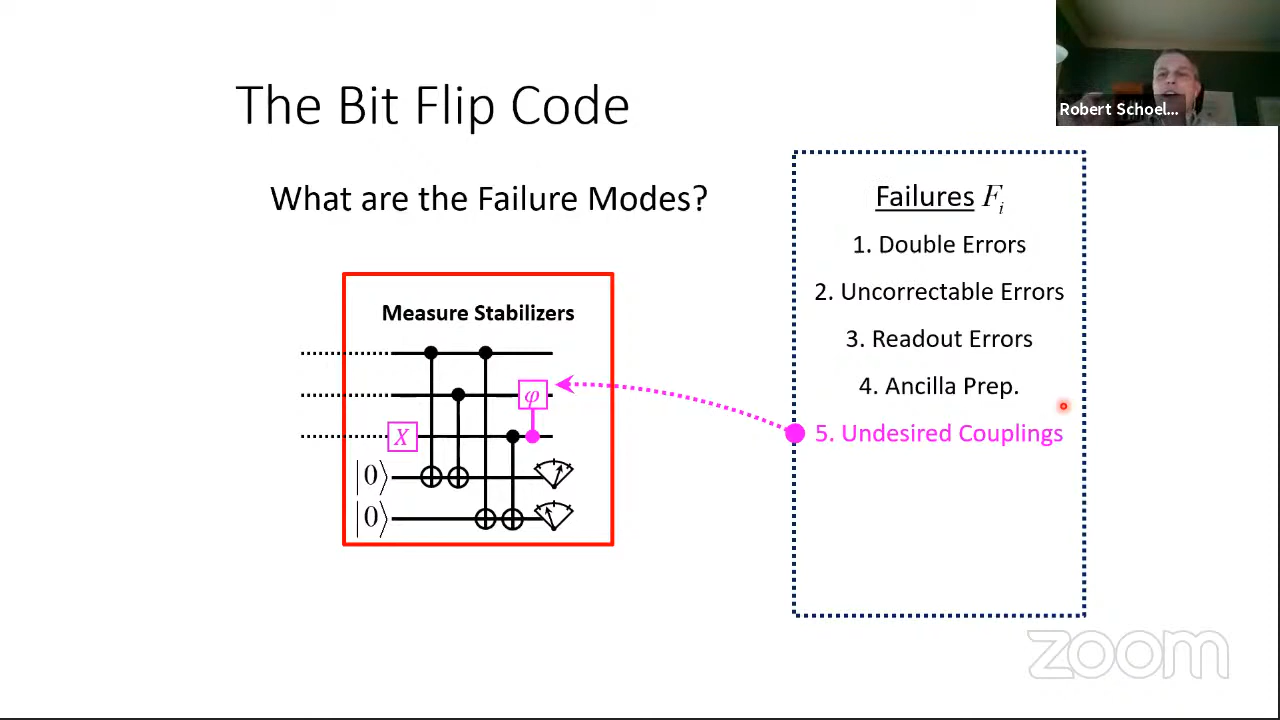 The Bit Flip Code
Robert Schoel...
What are the Failure Modes?
Failures F_i
1. Double Errors
2. Uncorrectable Errors
3. Readout Errors
4. Ancilla Prep.
5. Undesired Couplings
Measure Stabilizers
φ
X
|0⟩
|0⟩
zoom